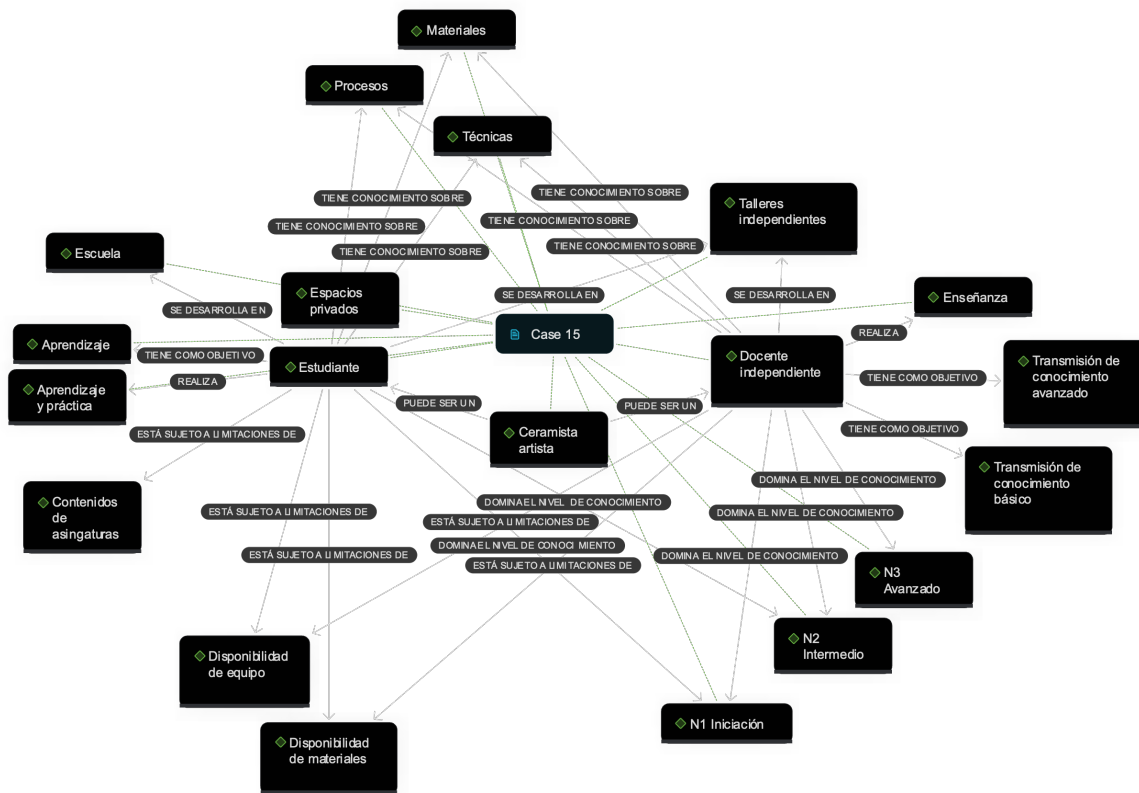 Materiales
Procesos
Técnicas
TIENE CONOCIMIENTO SOBRE
TIENE CONOCIMIENTO SOBRE
TIENE CONOCIMIENTO SOBRE
TIENE CONOCIMIENTO SOBRE
TIENE CONOCIMIENTO SOBRE
TIENE CONOCIMIENTO SOBRE
Talleres
independientes
Escuela
Espacios
privados
SE DESARROLLA EN
SE DESARROLLA EN
SE DESARROLLA EN
Enseñanza
Case 15
REALIZA
Aprendizaje
TIENE COMO OBJETIVO
Estudiante
Docente
independiente
Transmisión de
conocimiento
avanzado
Aprendizaje
y práctica
REALIZA
TIENE COMO OBJETIVO
PUEDE SER UN
PUEDE SER UN
Ceramista
artista
TIENE COMO OBJETIVO
ESTÁ SUJETO A LIMITACIONES DE
Transmisión de
conocimiento
básico
Contenidos
de
asingaturas
DOMINA EL NIVEL DE CONOCIMIENTO
DOMINA EL NIVEL DE CONOCIMIENTO
ESTÁ SUJETO A LIMITACIONES DE
ESTÁ SUJETO A LIMITACIONES DE
DOMINA EL NIVEL DE CONOCIMIENTO
DOMINA EL NIVEL DE CONOCIMIENTO
ESTÁ SUJETO A LIMITACIONES DE
ESTÁ SUJETO A LIMITACIONES DE
DOMINA EL NIVEL DE CONOCIMIENTO
N3
Avanzado
N2
Intermedio
Disponibilidad
de equipo
N1 Iniciación
Disponibilidad
de materiales